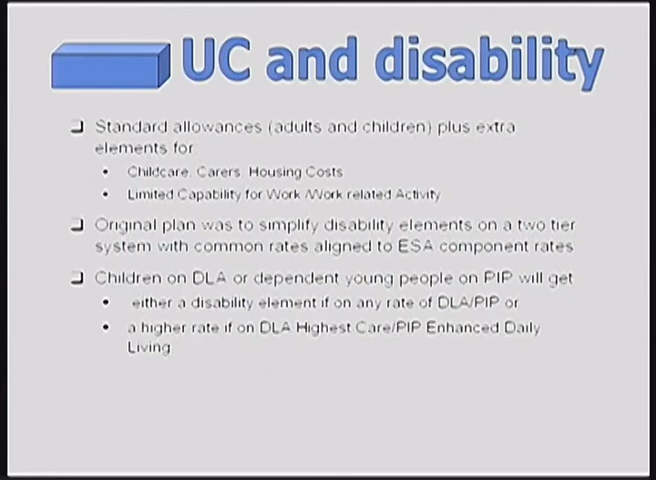 UC and disability
Standard allowances (adults and children) plus extra
elements for
Childcare, Carers, Housing Costs
Limited Capability for Work /Work related Activity
Original plan was to simplify disability elements on a two tier
system with common rates aligned to ESA component rates
Children on DLA or dependent young people on PIP will get
either a disability element if on any rate of DLA/PIP or
a higher rate if on DLA Highest Care/PIP Enhanced Daily
Living